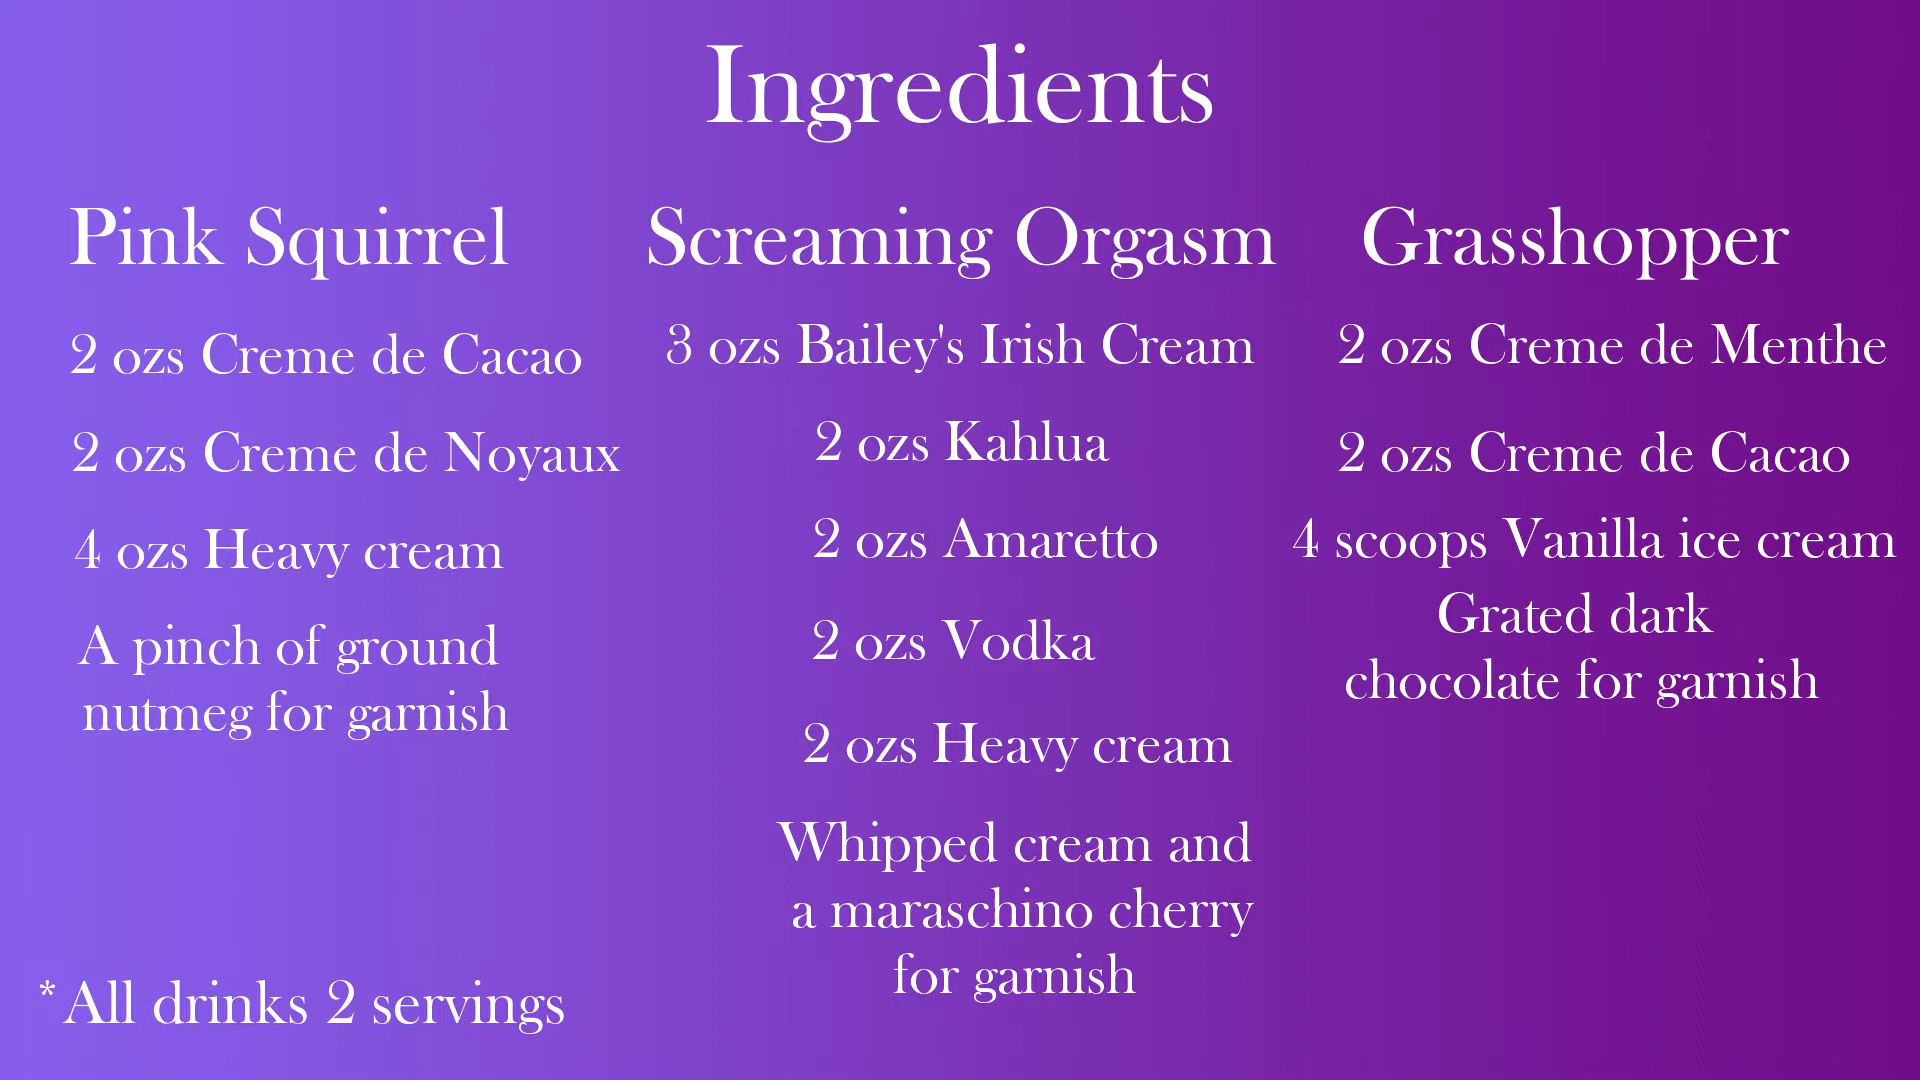 Ingredients
Pink Squirrel
2 ozs Creme de Cacao
2 ozs Creme de Noyaux
4 ozs Heavy cream
A pinch of ground
nutmeg for garnish
Screaming Orgasm
3 ozs Bailey's Irish Cream
2 ozs Kahlua
2 ozs Amaretto
2 ozs Vodka
2 ozs Heavy cream
Whipped cream and
a maraschino cherry
for garnish
Grasshopper
2 ozs Creme de Menthe
2 ozs Creme de Cacao
4 scoops Vanilla ice cream
Grated dark
chocolate for garnish
*All drinks 2 servings